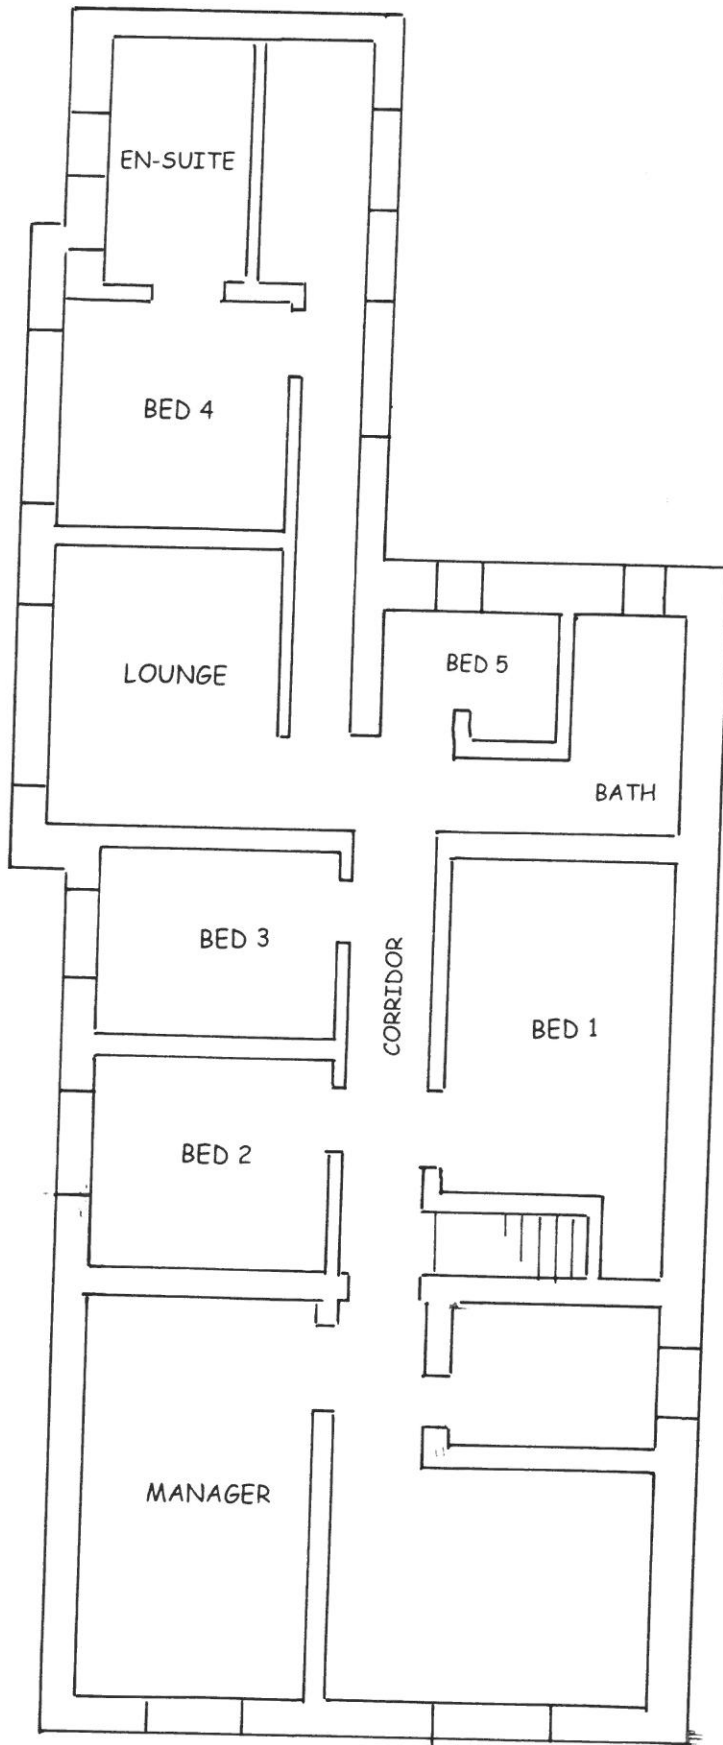 EN-SUITE
BED 4
LOUNGE
BED 5
BATH
BED 3
CORRIDOR
BED 1
BED 2
MANAGER